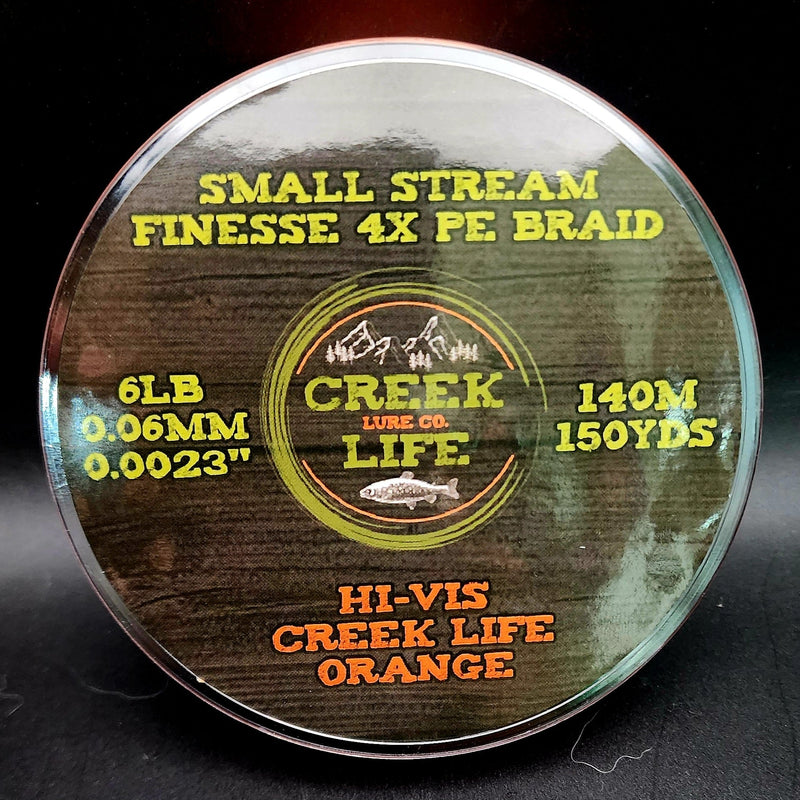 SMALL STREAM
FINESSE 4X PE BRAID
6LB
0.06MM
0.0023"
CREEK
LURE CO.
LIFE
140M
150YDS
HI-VIS
CREEK LIFE
ORANGE